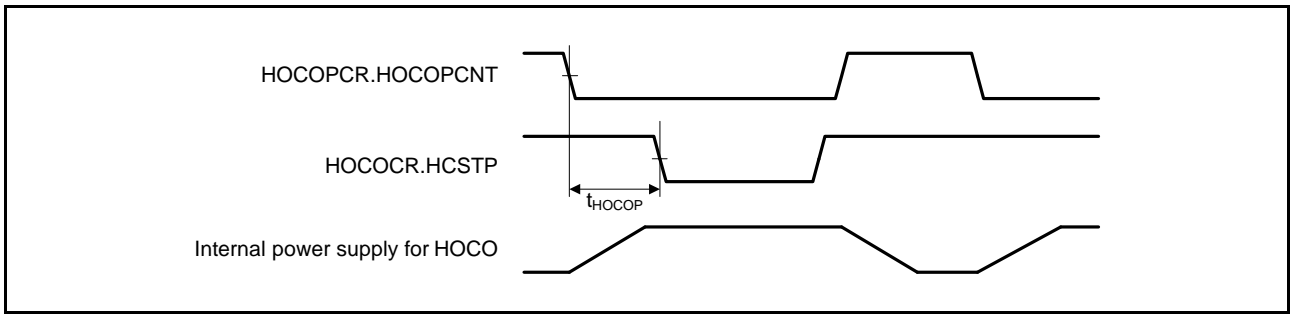 HOCOPCR.HOCOPCNT
HOCOCR.HCSTP
tHOCOP
Internal power supply for HOCO